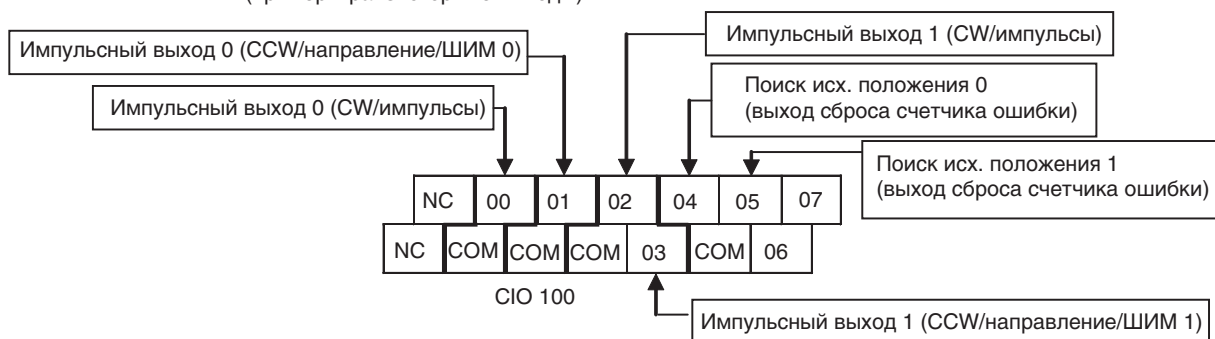 Импульсный выход 0 (CCW/направление/ШИМ 0)
Импульсный выход 0 (CW/импульсы)
Импульсный выход 1 (CW/импульсы)
Поиск исх. положения 0
(выход сброса счетчика ошибки)
Поиск исх. положения 1
(выход сброса счетчика ошибки)
NC 00 01 02 04 05 07
NC COM COM COM 03 COM 06
CIO 100
Импульсный выход 1 (CCW/направление/ШИМ 1)